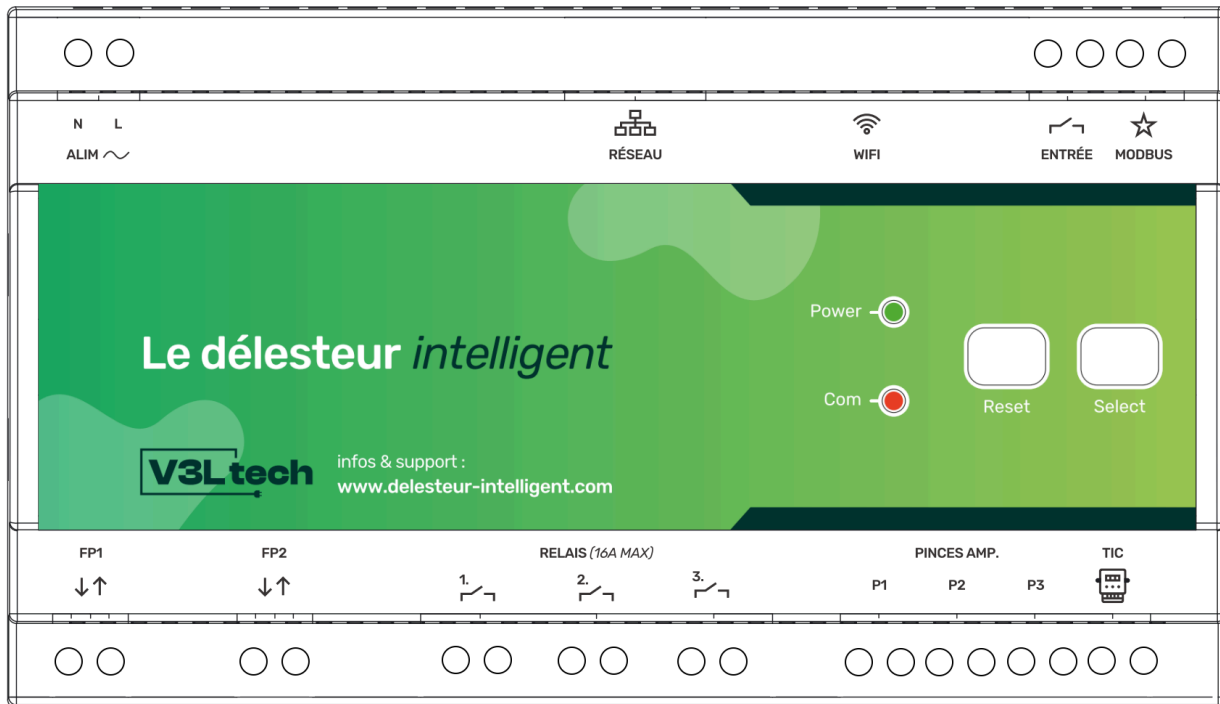 N L
ALIM
RÉSEAU
WIFI
ENTRÉE
MODBUS
Power
Le délesteur intelligent
Com
Reset
Select
V3Ltech
infos & support :
www.delesteur-intelligent.com
FP1
FP2
RELAIS (16A MAX)
PINCES AMP.
TIC
1.
2.
3.
P1
P2
P3